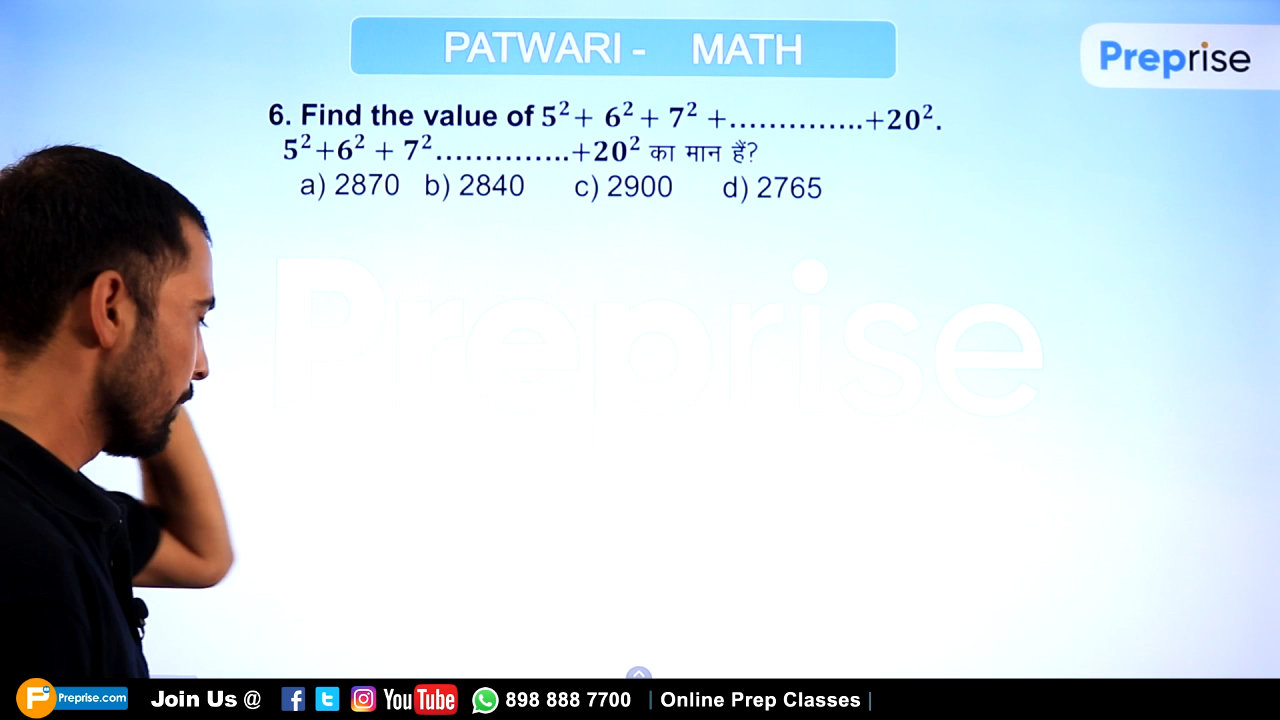 PATWARI - MATH
Preprise
6. Find the value of 5² + 6² + 7² +…………..+20².
5²+6² + 7²…………..+20² का मान हैं?
a) 2870 b) 2840 c) 2900 d) 2765
Preprise
P Preprise.com Join Us @ YouTube 898 888 7700 | Online Prep Classes |